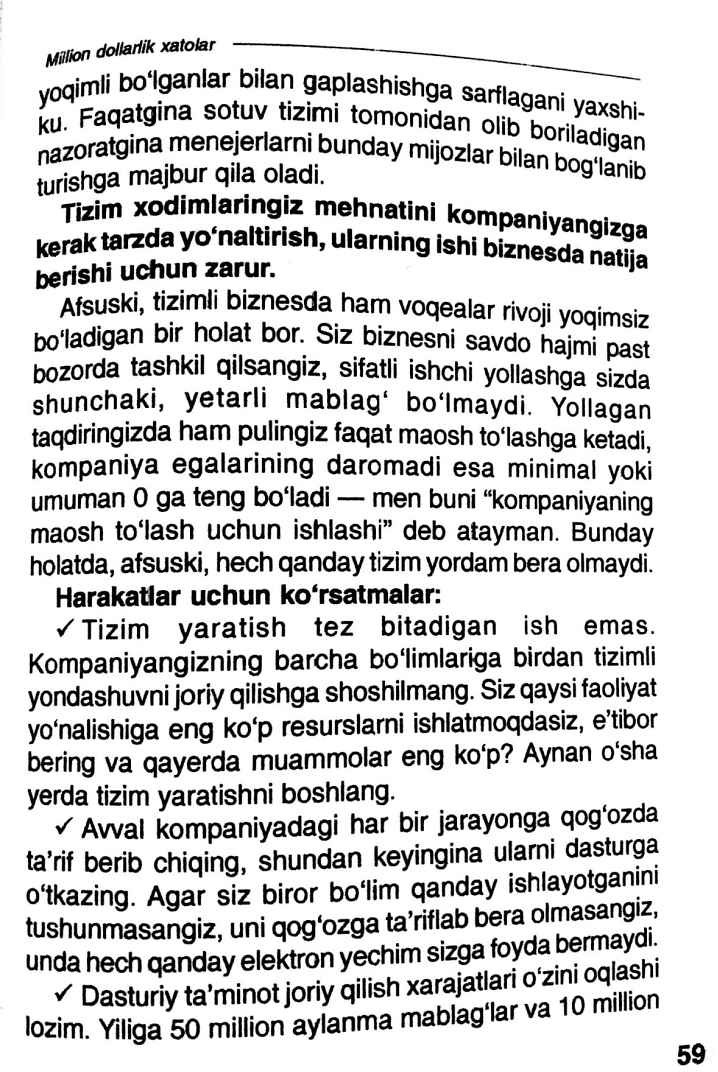 Million dollarlik xatolar
yoqimli bo‘lganlar bilan gaplashishga sarflagani yaxshi-
ku. Faqatgina sotuv tizimi tomonidan olib boriladigan
nazoratgina menejerlarni bunday mijozlar bilan bog‘lanib
turishga majbur qila oladi.
Tizim xodimlaringiz mehnatini kompaniyangizga
kerak tarzda yo‘naltirish, ularning ishi biznesda natija
berishi uchun zarur.
Afsuski, tizimli biznesda ham voqealar rivoji yoqimsiz
bo‘ladigan bir holat bor. Siz biznesni savdo hajmi past
bozorda tashkil qilsangiz, sifatli ishchi yollashga sizda
shunchaki, yetarli mablag‘ bo‘lmaydi. Yollagan
taqdiringizda ham pulingiz faqat maosh to‘lashga ketadi,
kompaniya egalarining daromadi esa minimal yoki
umuman 0 ga teng bo‘ladi — men buni “kompaniyaning
maosh to‘lash uchun ishlashi” deb atayman. Bunday
holatda, afsuski, hech qanday tizim yordam bera olmaydi.
Harakatlar uchun ko‘rsatmalar:
✓ Tizim yaratish tez bitadigan ish emas.
Kompaniyangizning barcha bo‘limlariga birdan tizimli
yondashuvni joriy qilishga shoshilmang. Siz qaysi faoliyat
yo‘nalishiga eng ko‘p resurslarni ishlatmoqdasiz, e’tibor
bering va qayerda muammolar eng ko‘p? Aynan o‘sha
yerda tizim yaratishni boshlang.
✓ Avval kompaniyadagi har bir jarayonga qog‘ozda
ta’rif berib chiqing, shundan keyingina ularni dasturga
o‘tkazing. Agar siz biror bo‘lim qanday ishlayotganini
tushunmasangiz, uni qog‘ozga ta’riflab bera olmasangiz,
unda hech qanday elektron yechim sizga foyda bermaydi.
✓ Dasturiy ta’minot joriy qilish xarajatlari o‘zini oqlashi
lozim. Yiliga 50 million aylanma mablag‘lar va 10 million
59